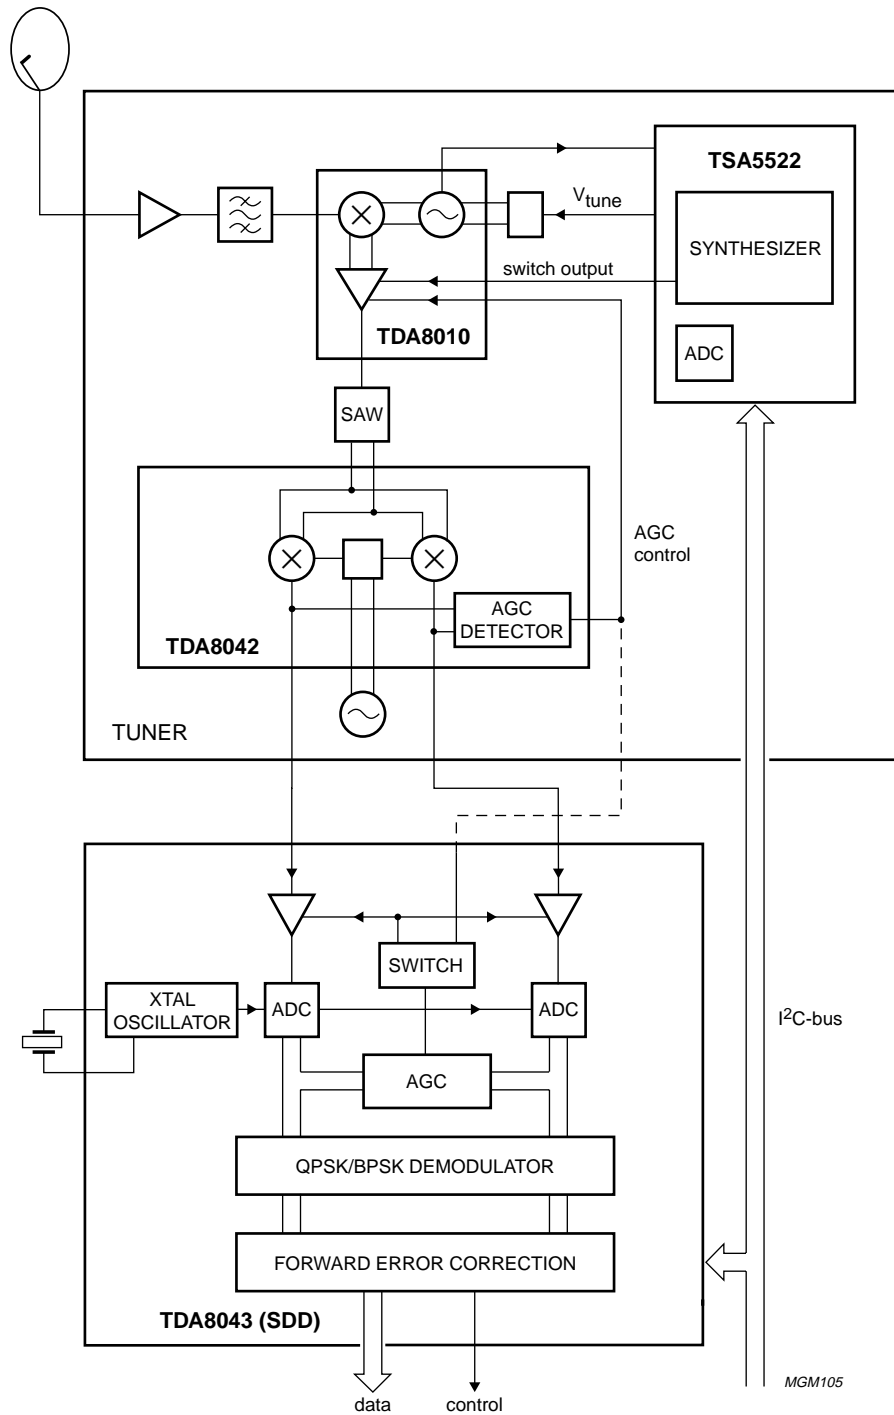 TSA5522
V tune
SYNTHESIZER
switch output
TDA8010
ADC
SAW
AGC
control
AGC
DETECTOR
TDA8042
TUNER
SWITCH
XTAL
OSCILLATOR
ADC
ADC
I2C-bus
AGC
QPSK/BPSK DEMODULATOR
FORWARD ERROR CORRECTION
TDA8043 (SDD)
MGM105
data
control